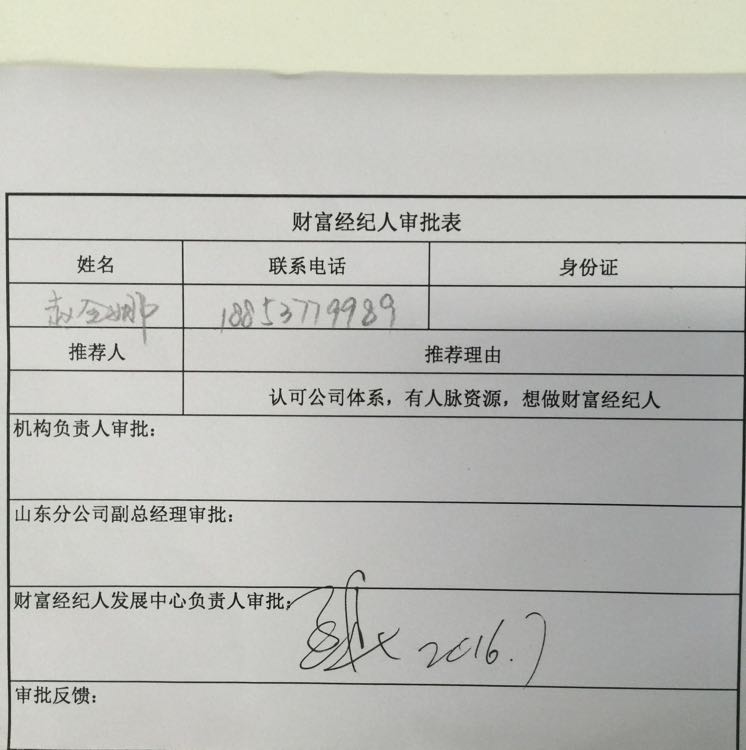 财富经纪人审批表
姓名 联系电话 身份证
18853779989
推荐人 推荐理由
认可公司体系，有人脉资源，想做财富经纪人
机构负责人审批：
山东分公司副总经理审批：
财富经纪人发展中心负责人审批：
2016.7
审批反馈：